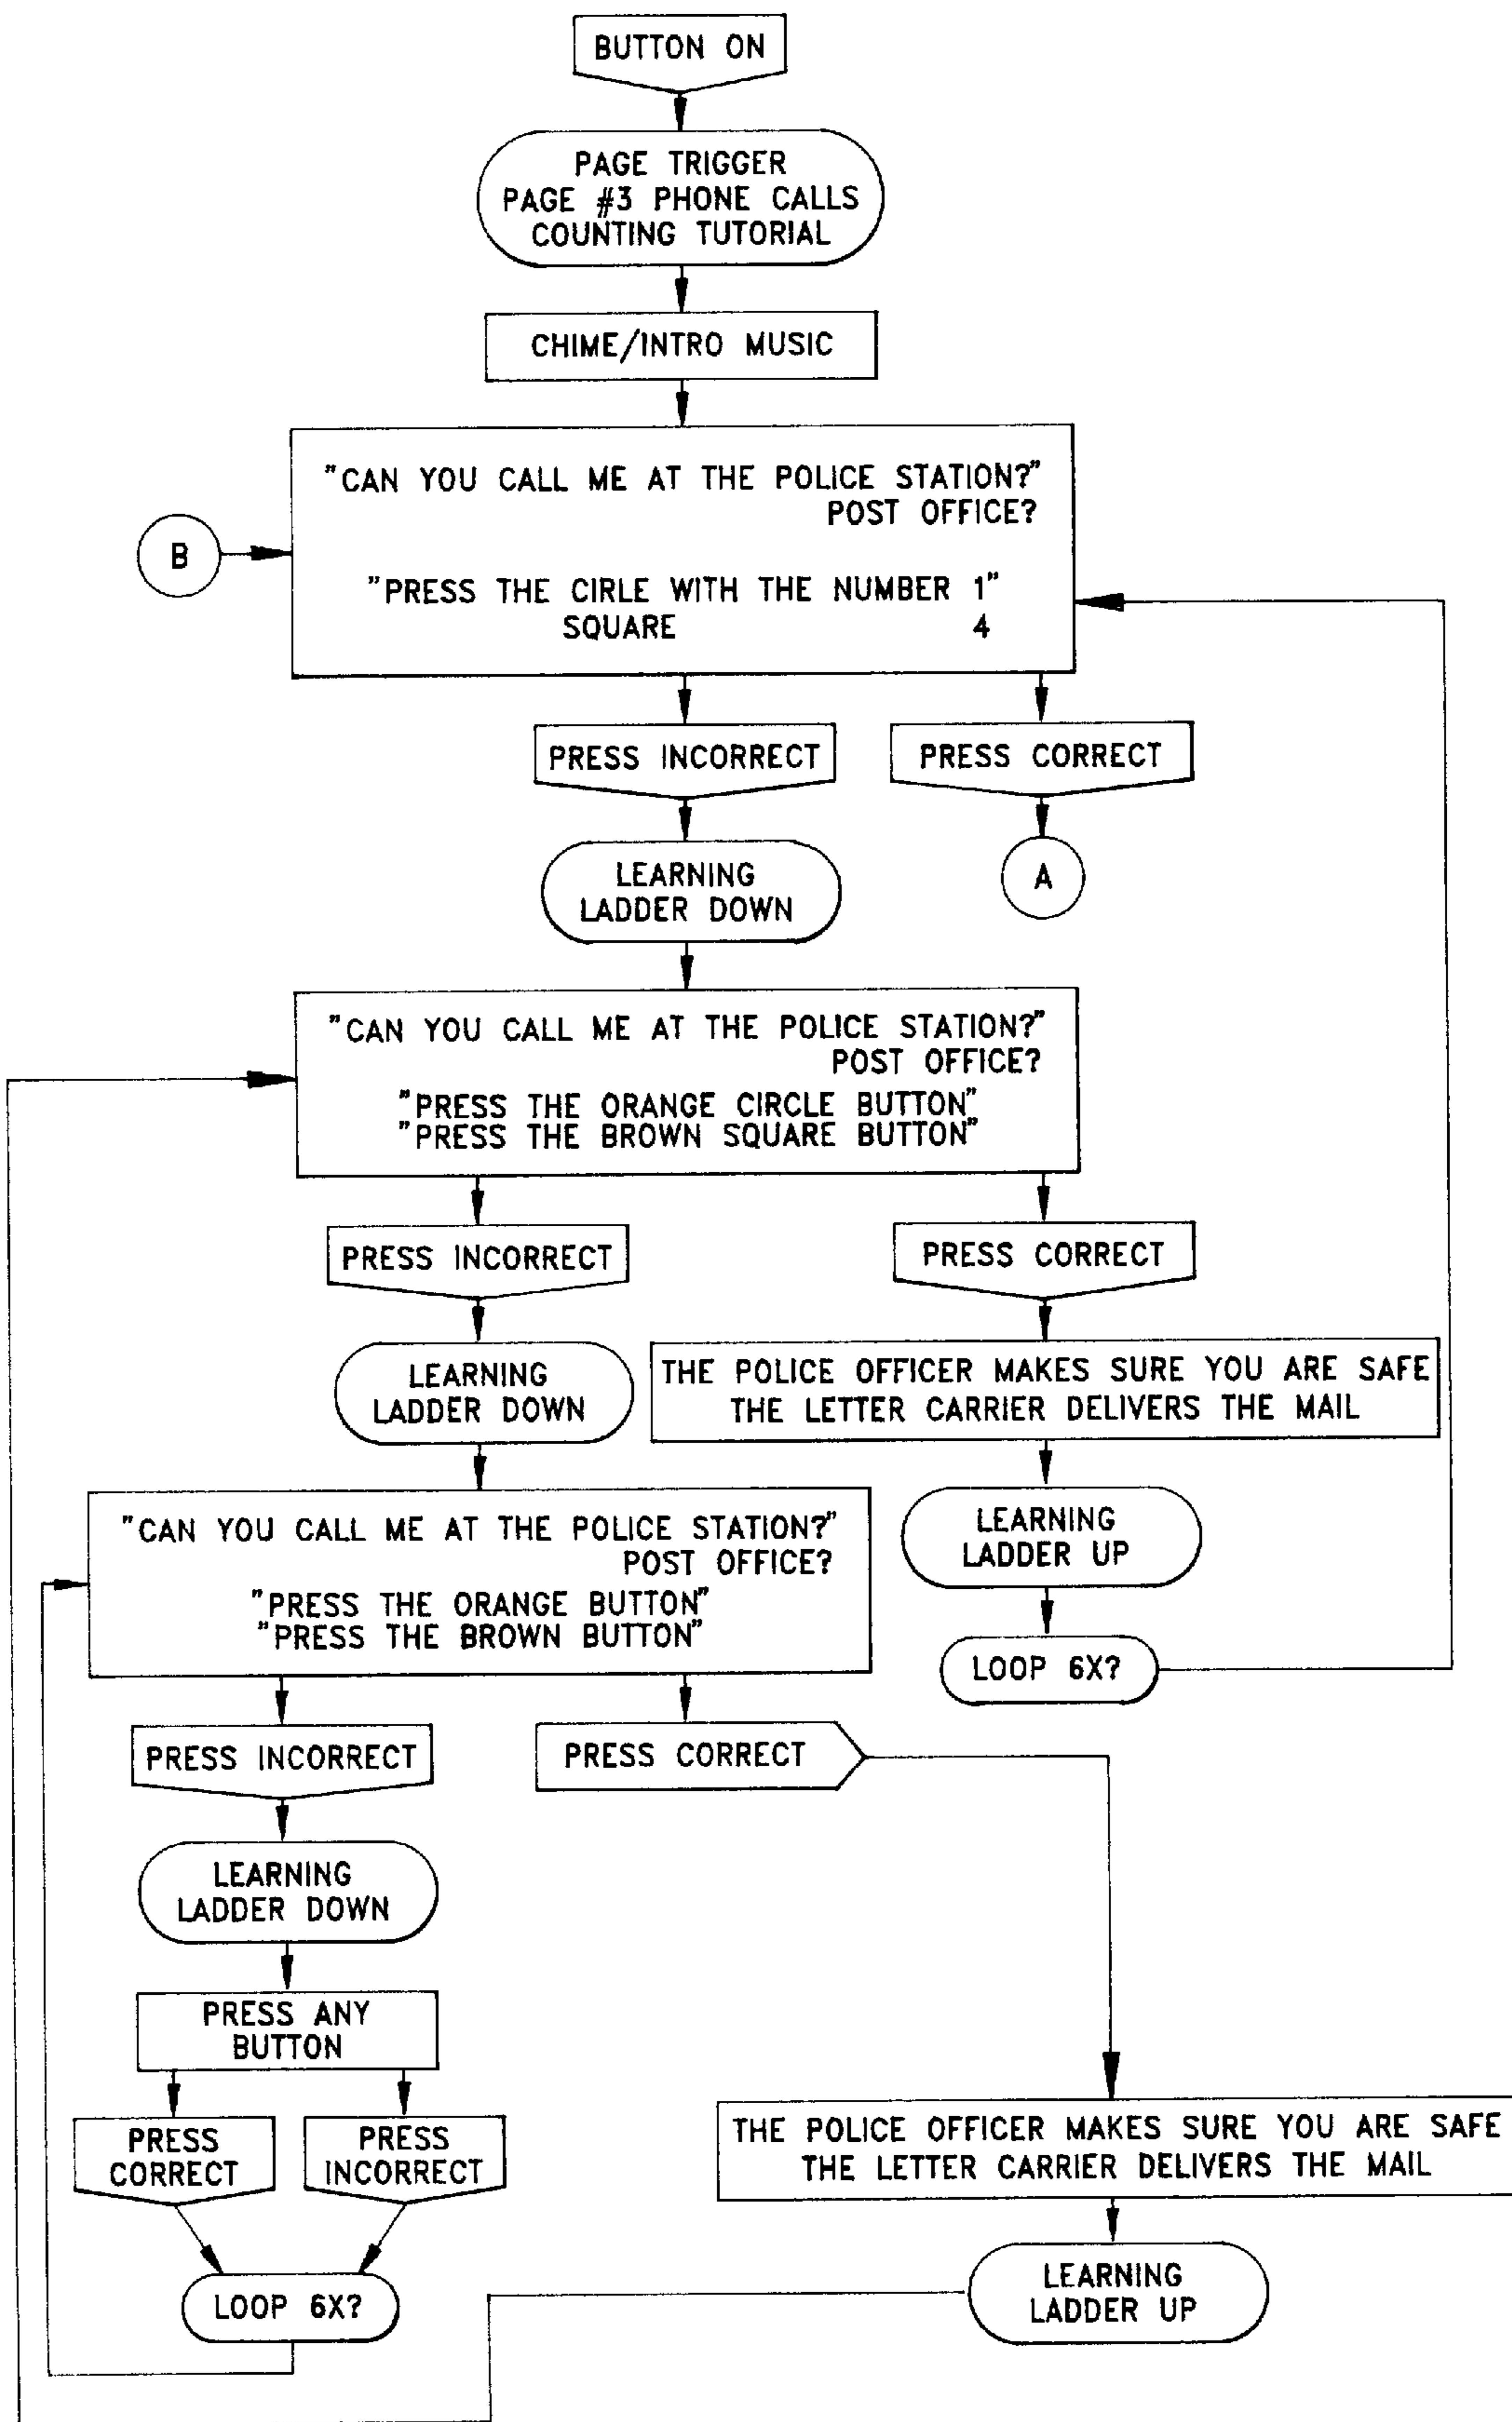 BUTTON ON
PAGE TRIGGER
PAGE #3 PHONE CALLS
COUNTING TUTORIAL
CHIME/INTRO MUSIC
"CAN YOU CALL ME AT THE POLICE STATION?"
POST OFFICE?
B
"PRESS THE CIRLE WITH THE NUMBER 1"
SQUARE 4
PRESS INCORRECT
PRESS CORRECT
LEARNING
LADDER DOWN
A
"CAN YOU CALL ME AT THE POLICE STATION?"
POST OFFICE?
"PRESS THE ORANGE CIRCLE BUTTON"
"PRESS THE BROWN SQUARE BUTTON"
PRESS INCORRECT
PRESS CORRECT
LEARNING
LADDER DOWN
THE POLICE OFFICER MAKES SURE YOU ARE SAFE
THE LETTER CARRIER DELIVERS THE MAIL
"CAN YOU CALL ME AT THE POLICE STATION?"
POST OFFICE?
"PRESS THE ORANGE BUTTON"
"PRESS THE BROWN BUTTON"
LEARNING
LADDER UP
LOOP 6X?
PRESS INCORRECT
PRESS CORRECT
LEARNING
LADDER DOWN
PRESS ANY
BUTTON
PRESS
CORRECT
PRESS
INCORRECT
THE POLICE OFFICER MAKES SURE YOU ARE SAFE
THE LETTER CARRIER DELIVERS THE MAIL
LOOP 6X?
LEARNING
LADDER UP